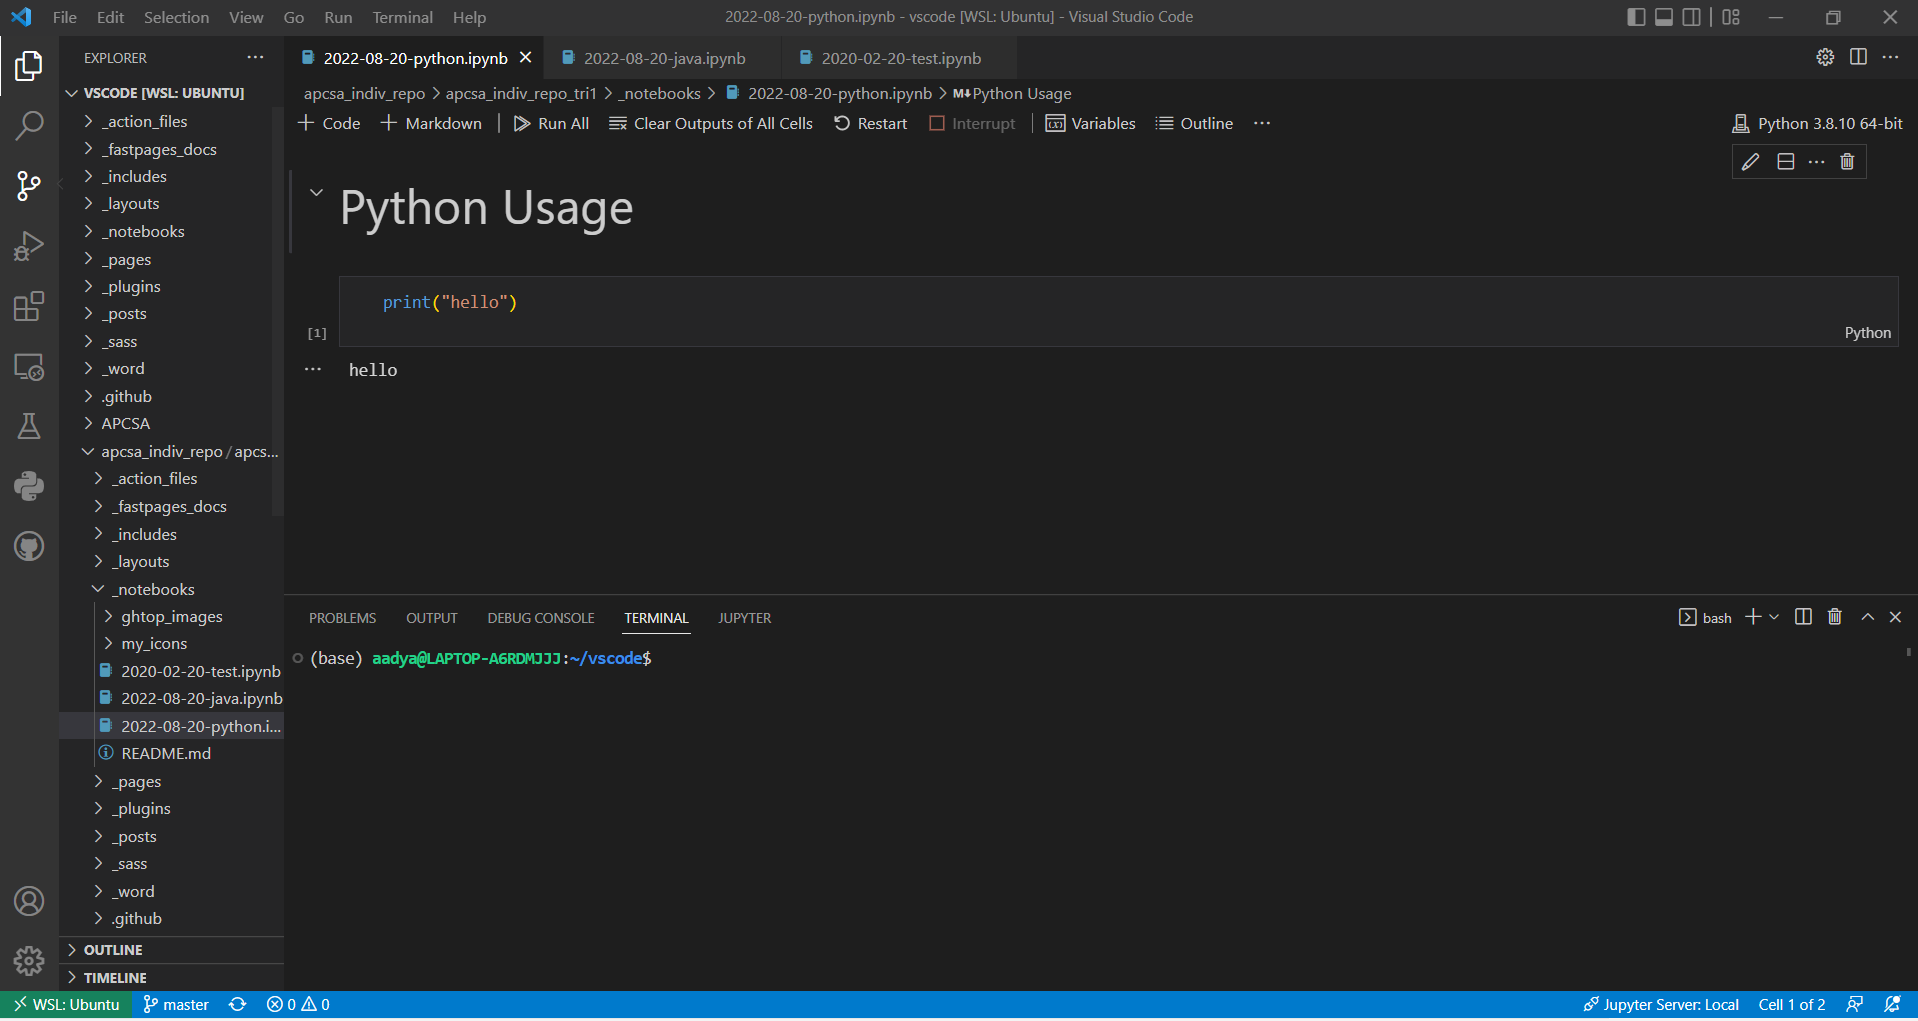 File Edit Selection View Go Run Terminal Help
2022-08-20-python.ipynb - vscode [WSL: Ubuntu] - Visual Studio Code
EXPLORER
VSCODE [WSL: UBUNTU]
_action_files
_fastpages_docs
_includes
_layouts
_notebooks
_pages
_plugins
_posts
_sass
_word
.github
APCSA
apcsa_indiv_repo / apcs...
_action_files
_fastpages_docs
_includes
_layouts
_notebooks
ghtop_images
my_icons
2020-02-20-test.ipynb
2022-08-20-java.ipynb
2022-08-20-python.i...
README.md
_pages
_plugins
_posts
_sass
_word
.github
OUTLINE
TIMELINE
2022-08-20-python.ipynb 2022-08-20-java.ipynb 2020-02-20-test.ipynb
apcsa_indiv_repo > apcsa_indiv_repo_tri1 > _notebooks > 2022-08-20-python.ipynb > M↓Python Usage
+ Code + Markdown | Run All Clear Outputs of All Cells Restart Interrupt | (x) Variables Outline ...
Python 3.8.10 64-bit
Python Usage
print("hello")
[1]
Python
... hello
PROBLEMS OUTPUT DEBUG CONSOLE TERMINAL JUPYTER
bash
(base) aadya@LAPTOP-A6RDMJJJ:~/vscode$
WSL: Ubuntu master 0 0
Jupyter Server: Local Cell 1 of 2